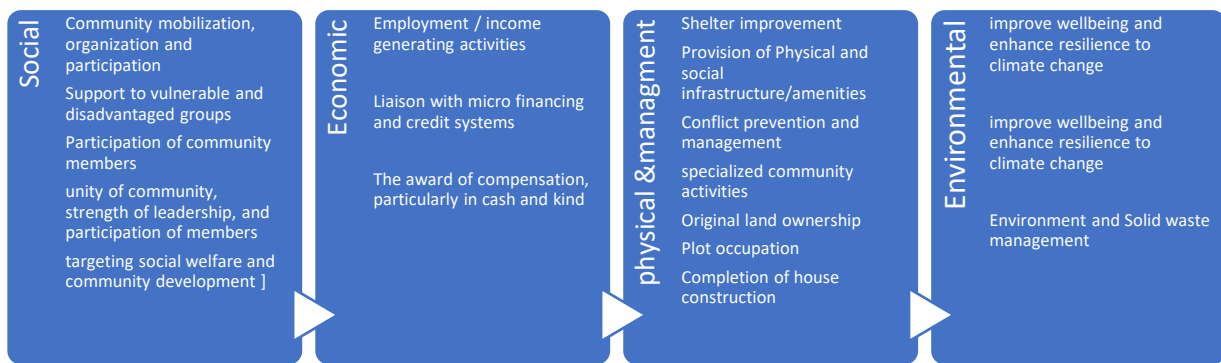 Social
Community mobilization,
organization and
participation
Support to vulnerable and
disadvantaged groups
Participation of community
members
unity of community,
strength of leadership, and
participation of members
targeting social welfare and
community development ]
Economic
Employment / income
generating activities
Liaison with micro financing
and credit systems
The award of compensation,
particularly in cash and kind
physical &managment
Shelter improvement
Provision of Physical and
social
infrastructure/amenities
Conflict prevention and
management
specialized community
activities
Original land ownership
Plot occupation
Completion of house
construction
Environmental
improve wellbeing and
enhance resilience to
climate change
improve wellbeing and
enhance resilience to
climate change
Environment and Solid waste
management